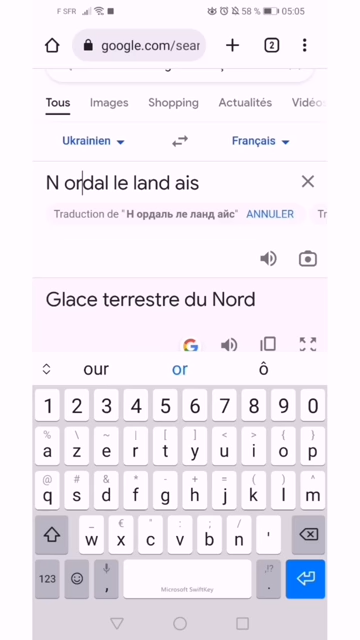 F SFR 58 % 05:05
google.com/sear
2
Tous Images Shopping Actualités Vidéo
Ukrainien Français
N ordal le land ais
Traduction de "Н ордаль ле ланд айс" ANNULER Tr
Glace terrestre du Nord
our or ô
1 2 3 4 5 6 7 8 9 0
% \ ~ | [ ] < > { }
a z e r t y u i o p
@ # & * - + = ( ) ^
q s d f g h j k l m
_ € " : ; / 
w x c v b n '
123 , Microsoft SwiftKey ,!? .